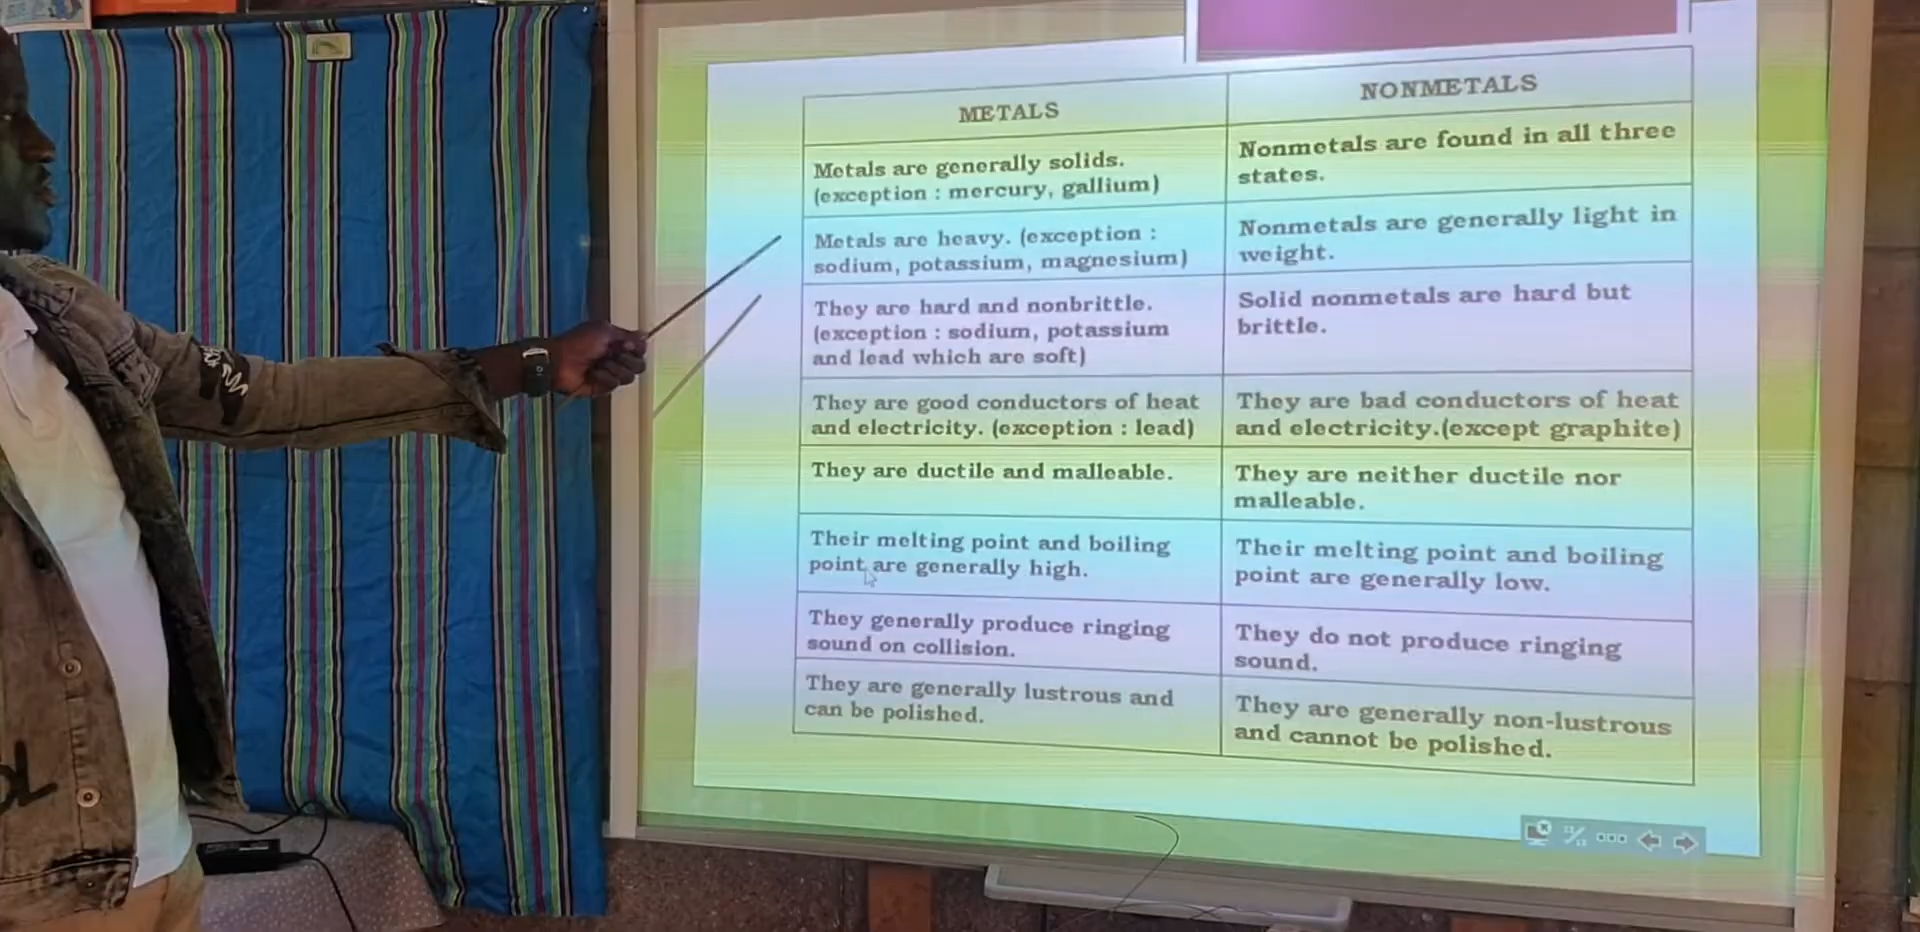 METALS
NONMETALS
Metals are generally solids.
(exception : mercury, gallium)
Nonmetals are found in all three
states.
Metals are heavy. (exception :
sodium, potassium, magnesium)
Nonmetals are generally light in
weight.
They are hard and nonbrittle.
(exception : sodium, potassium
and lead which are soft)
Solid nonmetals are hard but
brittle.
They are good conductors of heat
and electricity. (exception : lead)
They are bad conductors of heat
and electricity.(except graphite)
They are ductile and malleable.
They are neither ductile nor
malleable.
Their melting point and boiling
point are generally high.
Their melting point and boiling
point are generally low.
They generally produce ringing
sound on collision.
They do not produce ringing
sound.
They are generally lustrous and
can be polished.
They are generally non-lustrous
and cannot be polished.